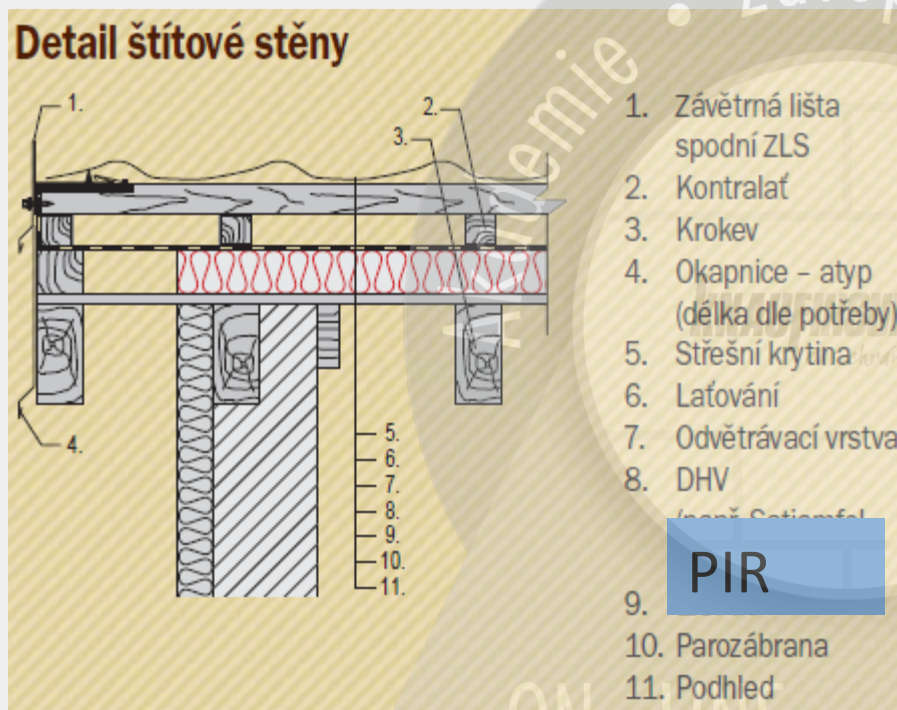 Detail štítové stěny
1.
2.
3.
4.
5.
6.
7.
8.
9.
10.
11.
1. Závětrná lišta
spodní ZLS
2. Kontralať
3. Krokev
4. Okapnice – atyp
(délka dle potřeby)
5. Střešní krytina
6. Laťování
7. Odvětrávací vrstva
8. DHV
PIR
9.
10. Parozábrana
11. Podhled
Akademie •
ON